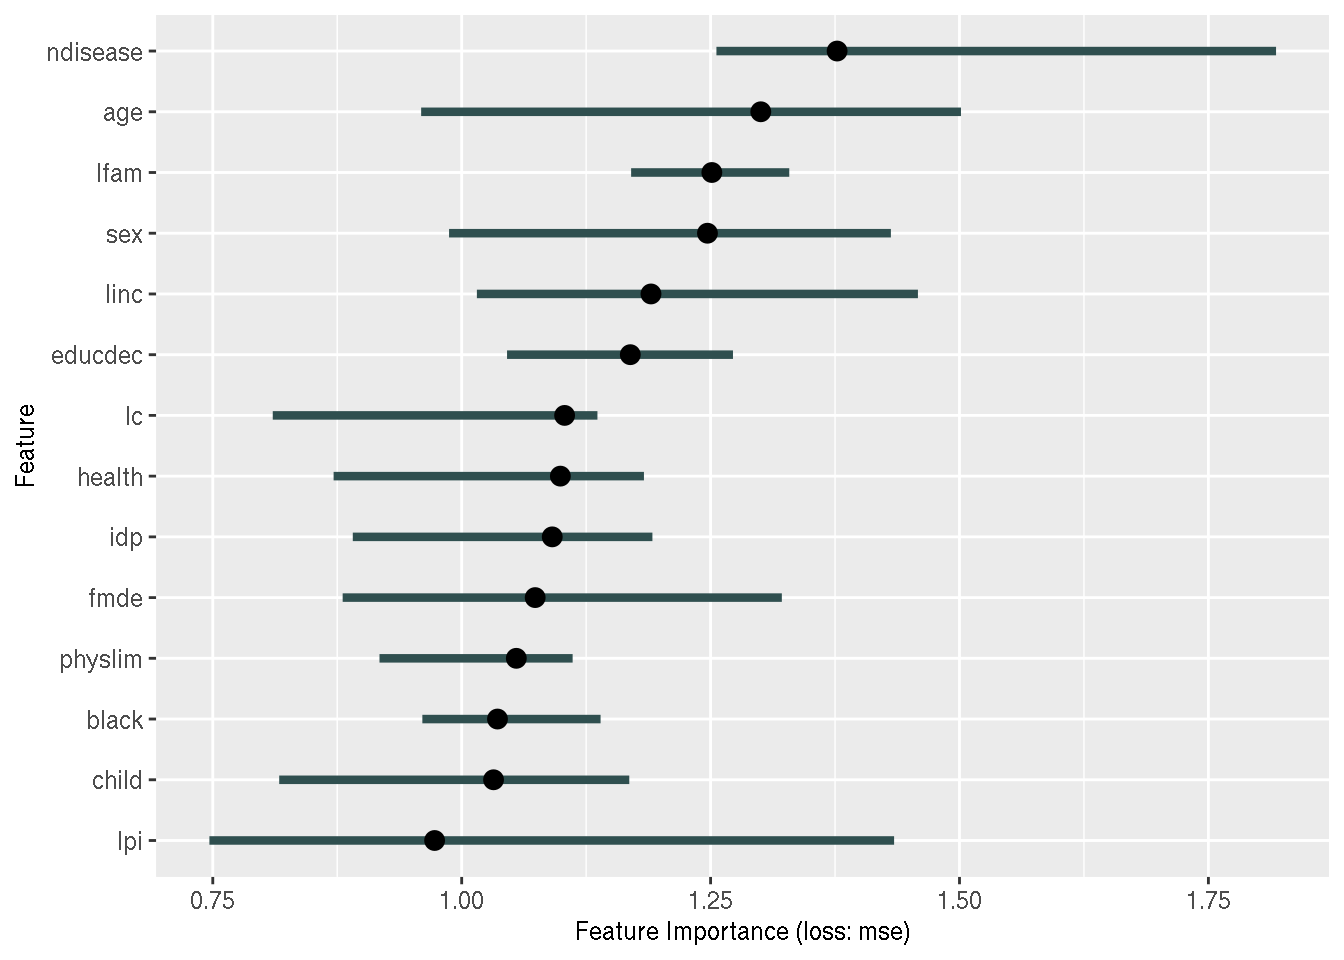 ndisease
age
lfam
sex
linc
educdec
lc
health
idp
fmde
physlim
black
child
lpi
Feature
0.75 1.00 1.25 1.50 1.75
Feature Importance (loss: mse)